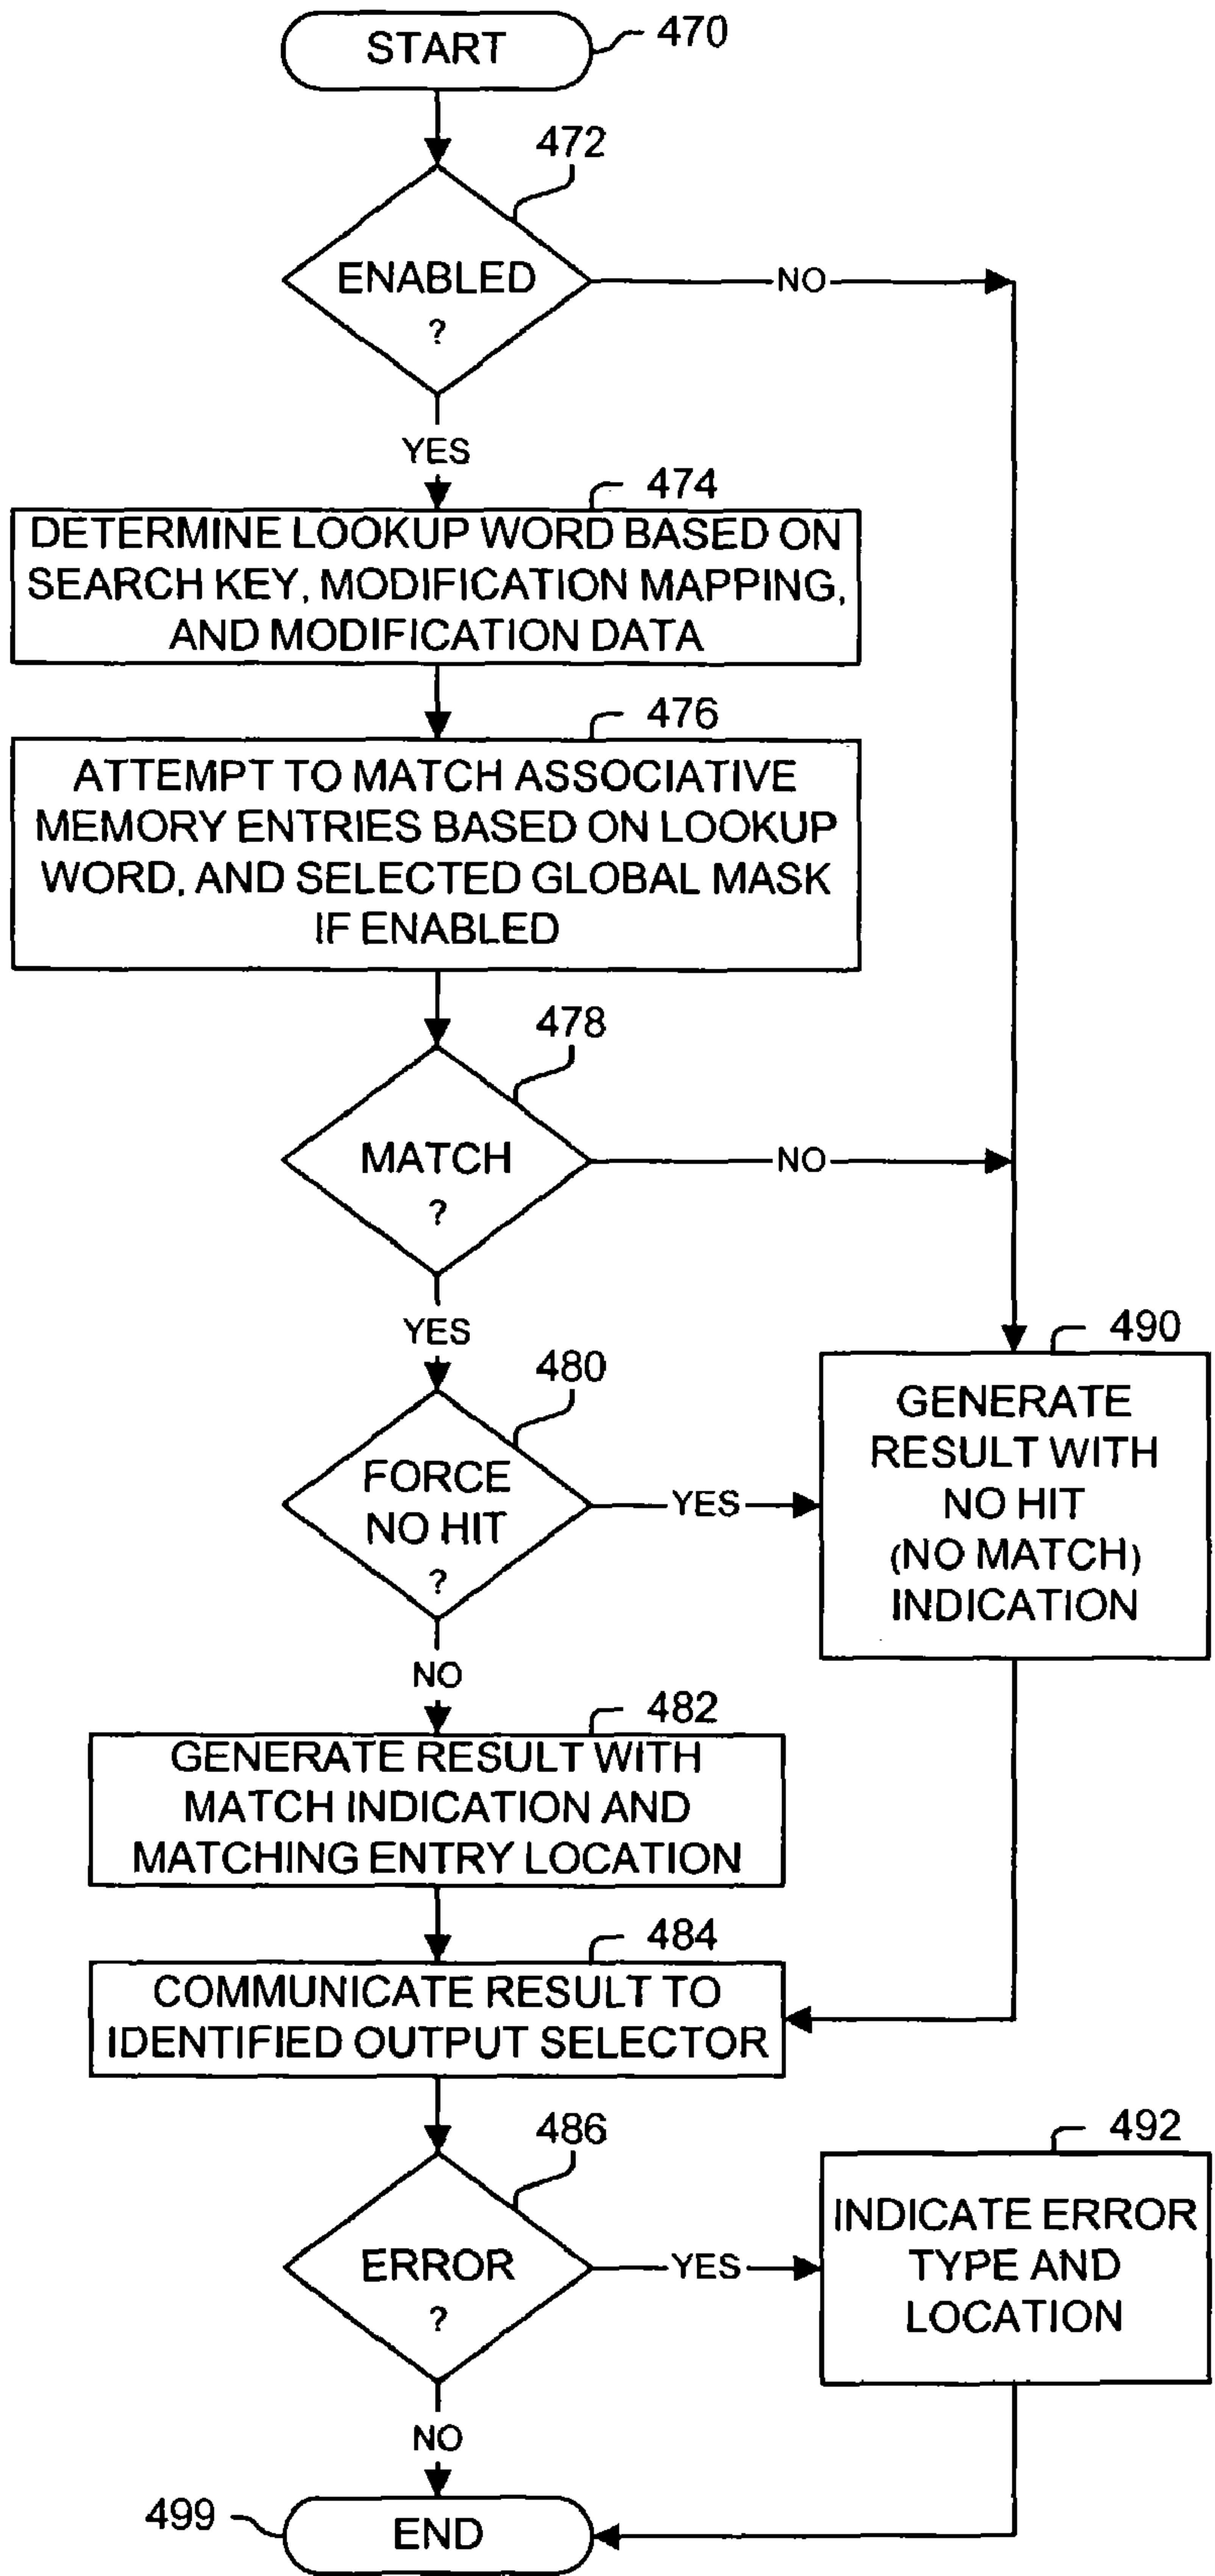 START
470
472
ENABLED
?
NO
YES
474
DETERMINE LOOKUP WORD BASED ON
SEARCH KEY, MODIFICATION MAPPING,
AND MODIFICATION DATA
476
ATTEMPT TO MATCH ASSOCIATIVE
MEMORY ENTRIES BASED ON LOOKUP
WORD, AND SELECTED GLOBAL MASK
IF ENABLED
478
MATCH
?
NO
YES
480
FORCE
NO HIT
?
YES
490
GENERATE
RESULT WITH
NO HIT
(NO MATCH)
INDICATION
NO
482
GENERATE RESULT WITH
MATCH INDICATION AND
MATCHING ENTRY LOCATION
484
COMMUNICATE RESULT TO
IDENTIFIED OUTPUT SELECTOR
486
ERROR
?
YES
492
INDICATE ERROR
TYPE AND
LOCATION
NO
499
END